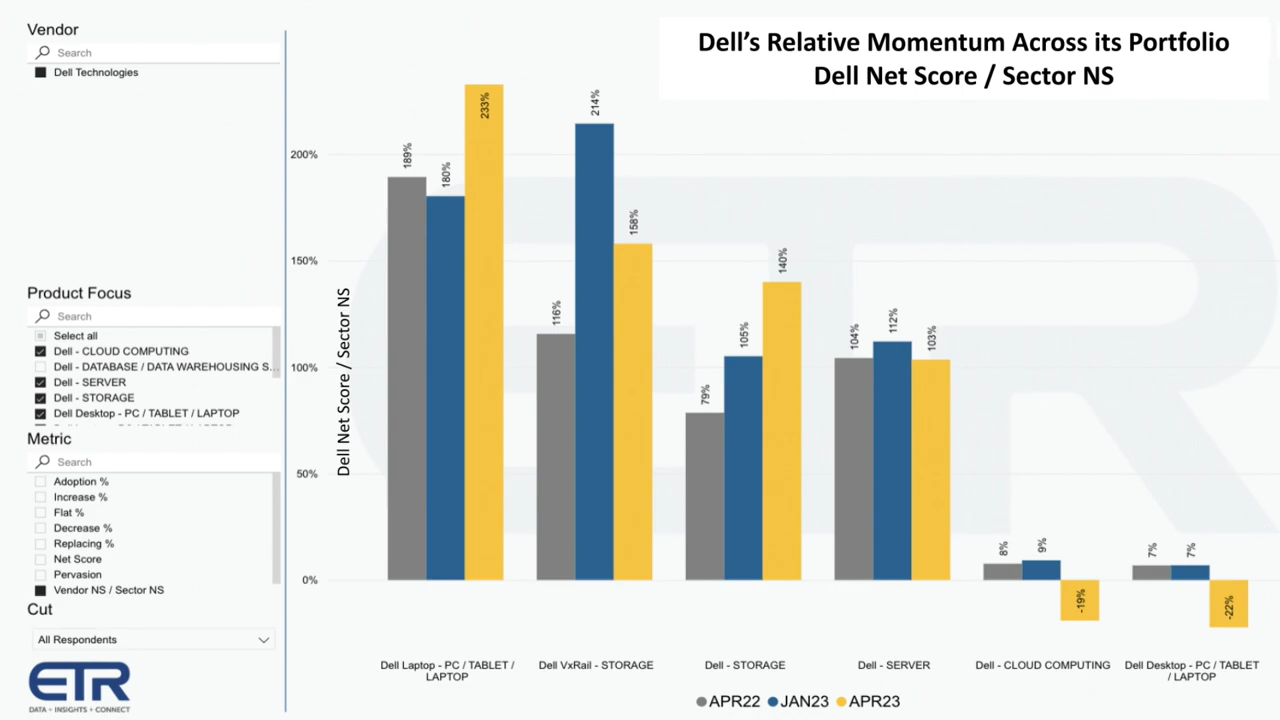 Vendor
Search
Dell Technologies
Product Focus
Search
Select all
Dell - CLOUD COMPUTING
Dell - DATABASE / DATA WAREHOUSING S...
Dell - SERVER
Dell - STORAGE
Dell Desktop - PC / TABLET / LAPTOP
Metric
Search
Adoption %
Increase %
Flat %
Decrease %
Replacing %
Net Score
Pervasion
Vendor NS / Sector NS
Cut
All Respondents
ETR
DATA • INSIGHTS • CONNECT
Dell’s Relative Momentum Across its Portfolio
Dell Net Score / Sector NS
Dell Net Score / Sector NS
200%
150%
100%
50%
0%
189%
180%
233%
116%
214%
158%
79%
105%
140%
104%
112%
103%
8%
9%
-19%
7%
7%
-22%
ETR
Dell Laptop - PC / TABLET /
LAPTOP
Dell VxRail - STORAGE
Dell - STORAGE
Dell - SERVER
Dell - CLOUD COMPUTING
Dell Desktop - PC / TABLET
/ LAPTOP
APR22 JAN23 APR23